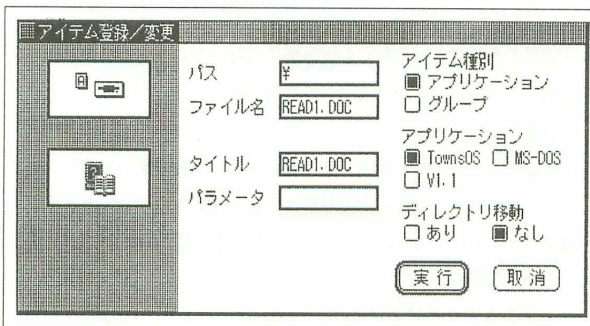 アイテム登録／変更
パス
¥
ファイル名
READ1.DOC
タイトル
READ1.DOC
パラメータ
アイテム種別
アプリケーション
グループ
アプリケーション
TownsOS
MS-DOS
V1.1
ディレクトリ移動
あり
なし
実行
取消